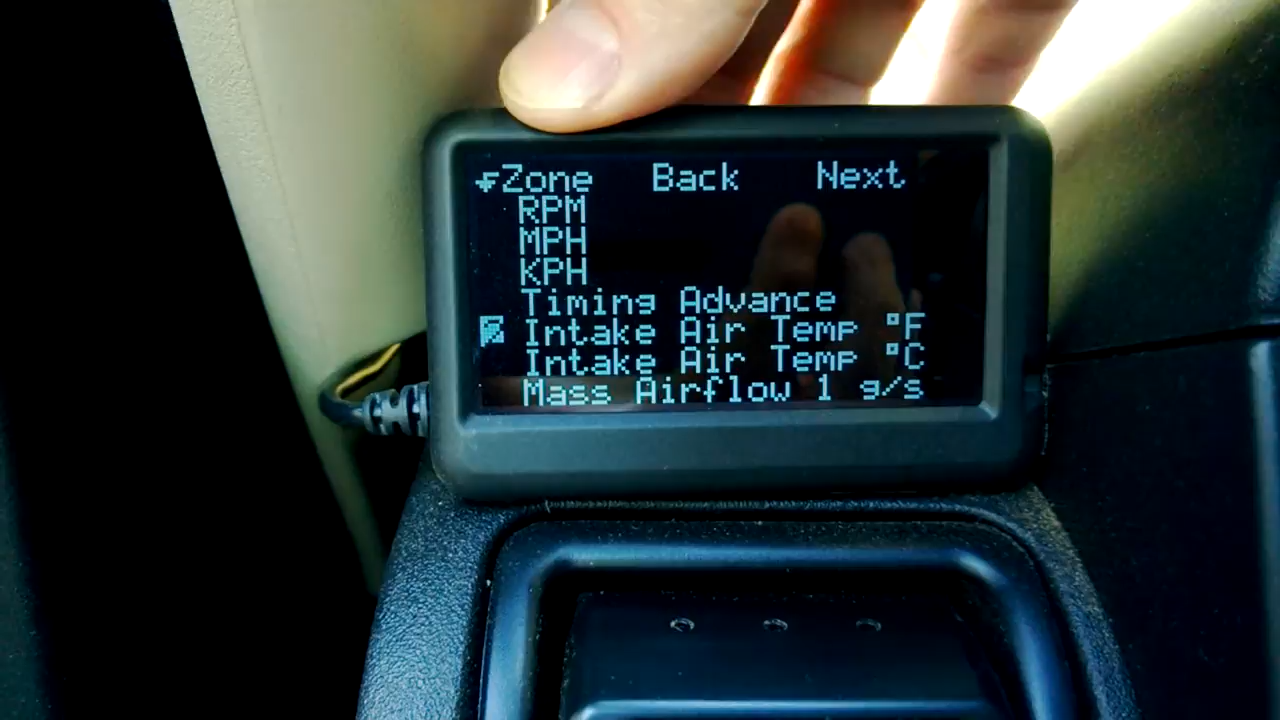 Zone Back Next
RPM
MPH
KPH
Timing Advance
Intake Air Temp °F
Intake Air Temp °C
Mass Airflow 1 g/s